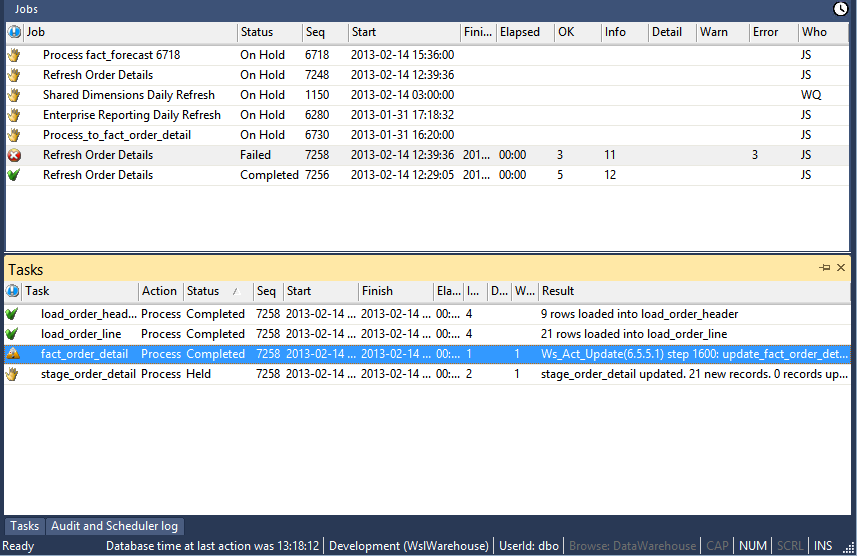 Jobs
Job Status Seq Start Fini... Elapsed OK Info Detail Warn Error Who
Process fact_forecast 6718 On Hold 6718 2013-02-14 15:36:00 JS
Refresh Order Details On Hold 7248 2013-02-14 12:39:36 JS
Shared Dimensions Daily Refresh On Hold 1150 2013-02-14 03:00:00 WQ
Enterprise Reporting Daily Refresh On Hold 6280 2013-01-31 17:18:32 JS
Process_to_fact_order_detail On Hold 6730 2013-01-31 16:20:00 JS
Refresh Order Details Failed 7258 2013-02-14 12:39:36 201... 00:00 3 11 3 JS
Refresh Order Details Completed 7256 2013-02-14 12:29:05 201... 00:00 5 12 JS
Tasks
Task Action Status Seq Start Finish Ela... I... D... W... Result
load_order_head... Process Completed 7258 2013-02-14 ... 2013-02-14 ... 00:... 4 9 rows loaded into load_order_header
load_order_line Process Completed 7258 2013-02-14 ... 2013-02-14 ... 00:... 4 21 rows loaded into load_order_line
fact_order_detail Process Completed 7258 2013-02-14 ... 2013-02-14 ... 00:... 1 1 Ws_Act_Update(6.5.5.1) step 1600: update_fact_order_det...
stage_order_detail Process Held 7258 2013-02-14 ... 2013-02-14 ... 00:... 2 1 stage_order_detail updated. 21 new records. 0 records up...
Tasks Audit and Scheduler log
Ready Database time at last action was 13:18:12 Development (WslWarehouse) UserId: dbo Browse: DataWarehouse CAP NUM SCRL INS